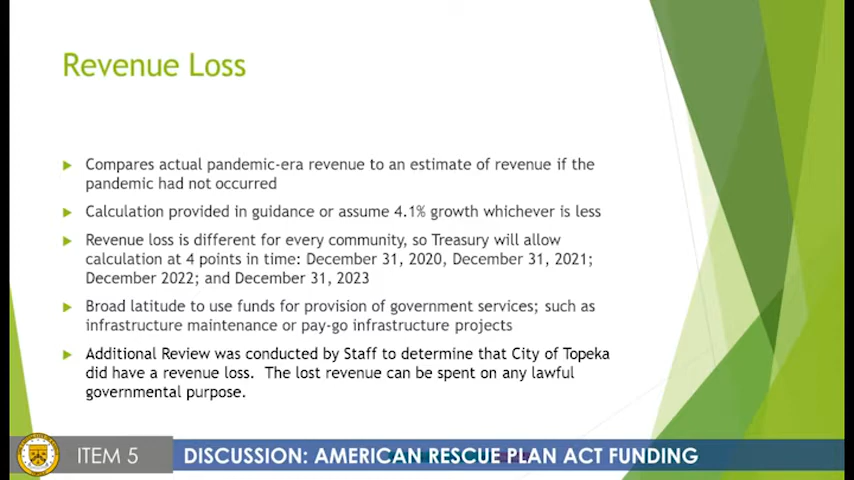 Revenue Loss
Compares actual pandemic-era revenue to an estimate of revenue if the
pandemic had not occurred
Calculation provided in guidance or assume 4.1% growth whichever is less
Revenue loss is different for every community, so Treasury will allow
calculation at 4 points in time: December 31, 2020, December 31, 2021;
December 2022; and December 31, 2023
Broad latitude to use funds for provision of government services; such as
infrastructure maintenance or pay-go infrastructure projects
Additional Review was conducted by Staff to determine that City of Topeka
did have a revenue loss. The lost revenue can be spent on any lawful
governmental purpose.
ITEM 5
DISCUSSION: AMERICAN RESCUE PLAN ACT FUNDING